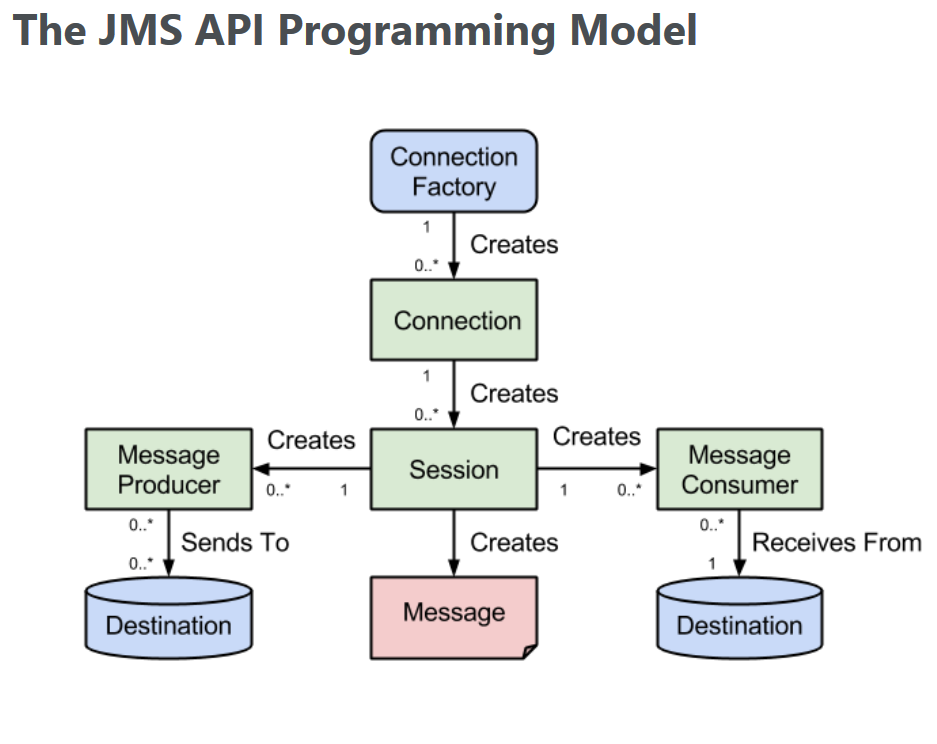 The JMS API Programming Model
Connection
Factory
1
Creates
0..*
Connection
1
Creates
0..*
Message
Producer
Creates
0..*
1
Session
Creates
1
0..*
Message
Consumer
0..*
Sends To
0..*
Creates
0..*
Receives From
1
Destination
Message
Destination